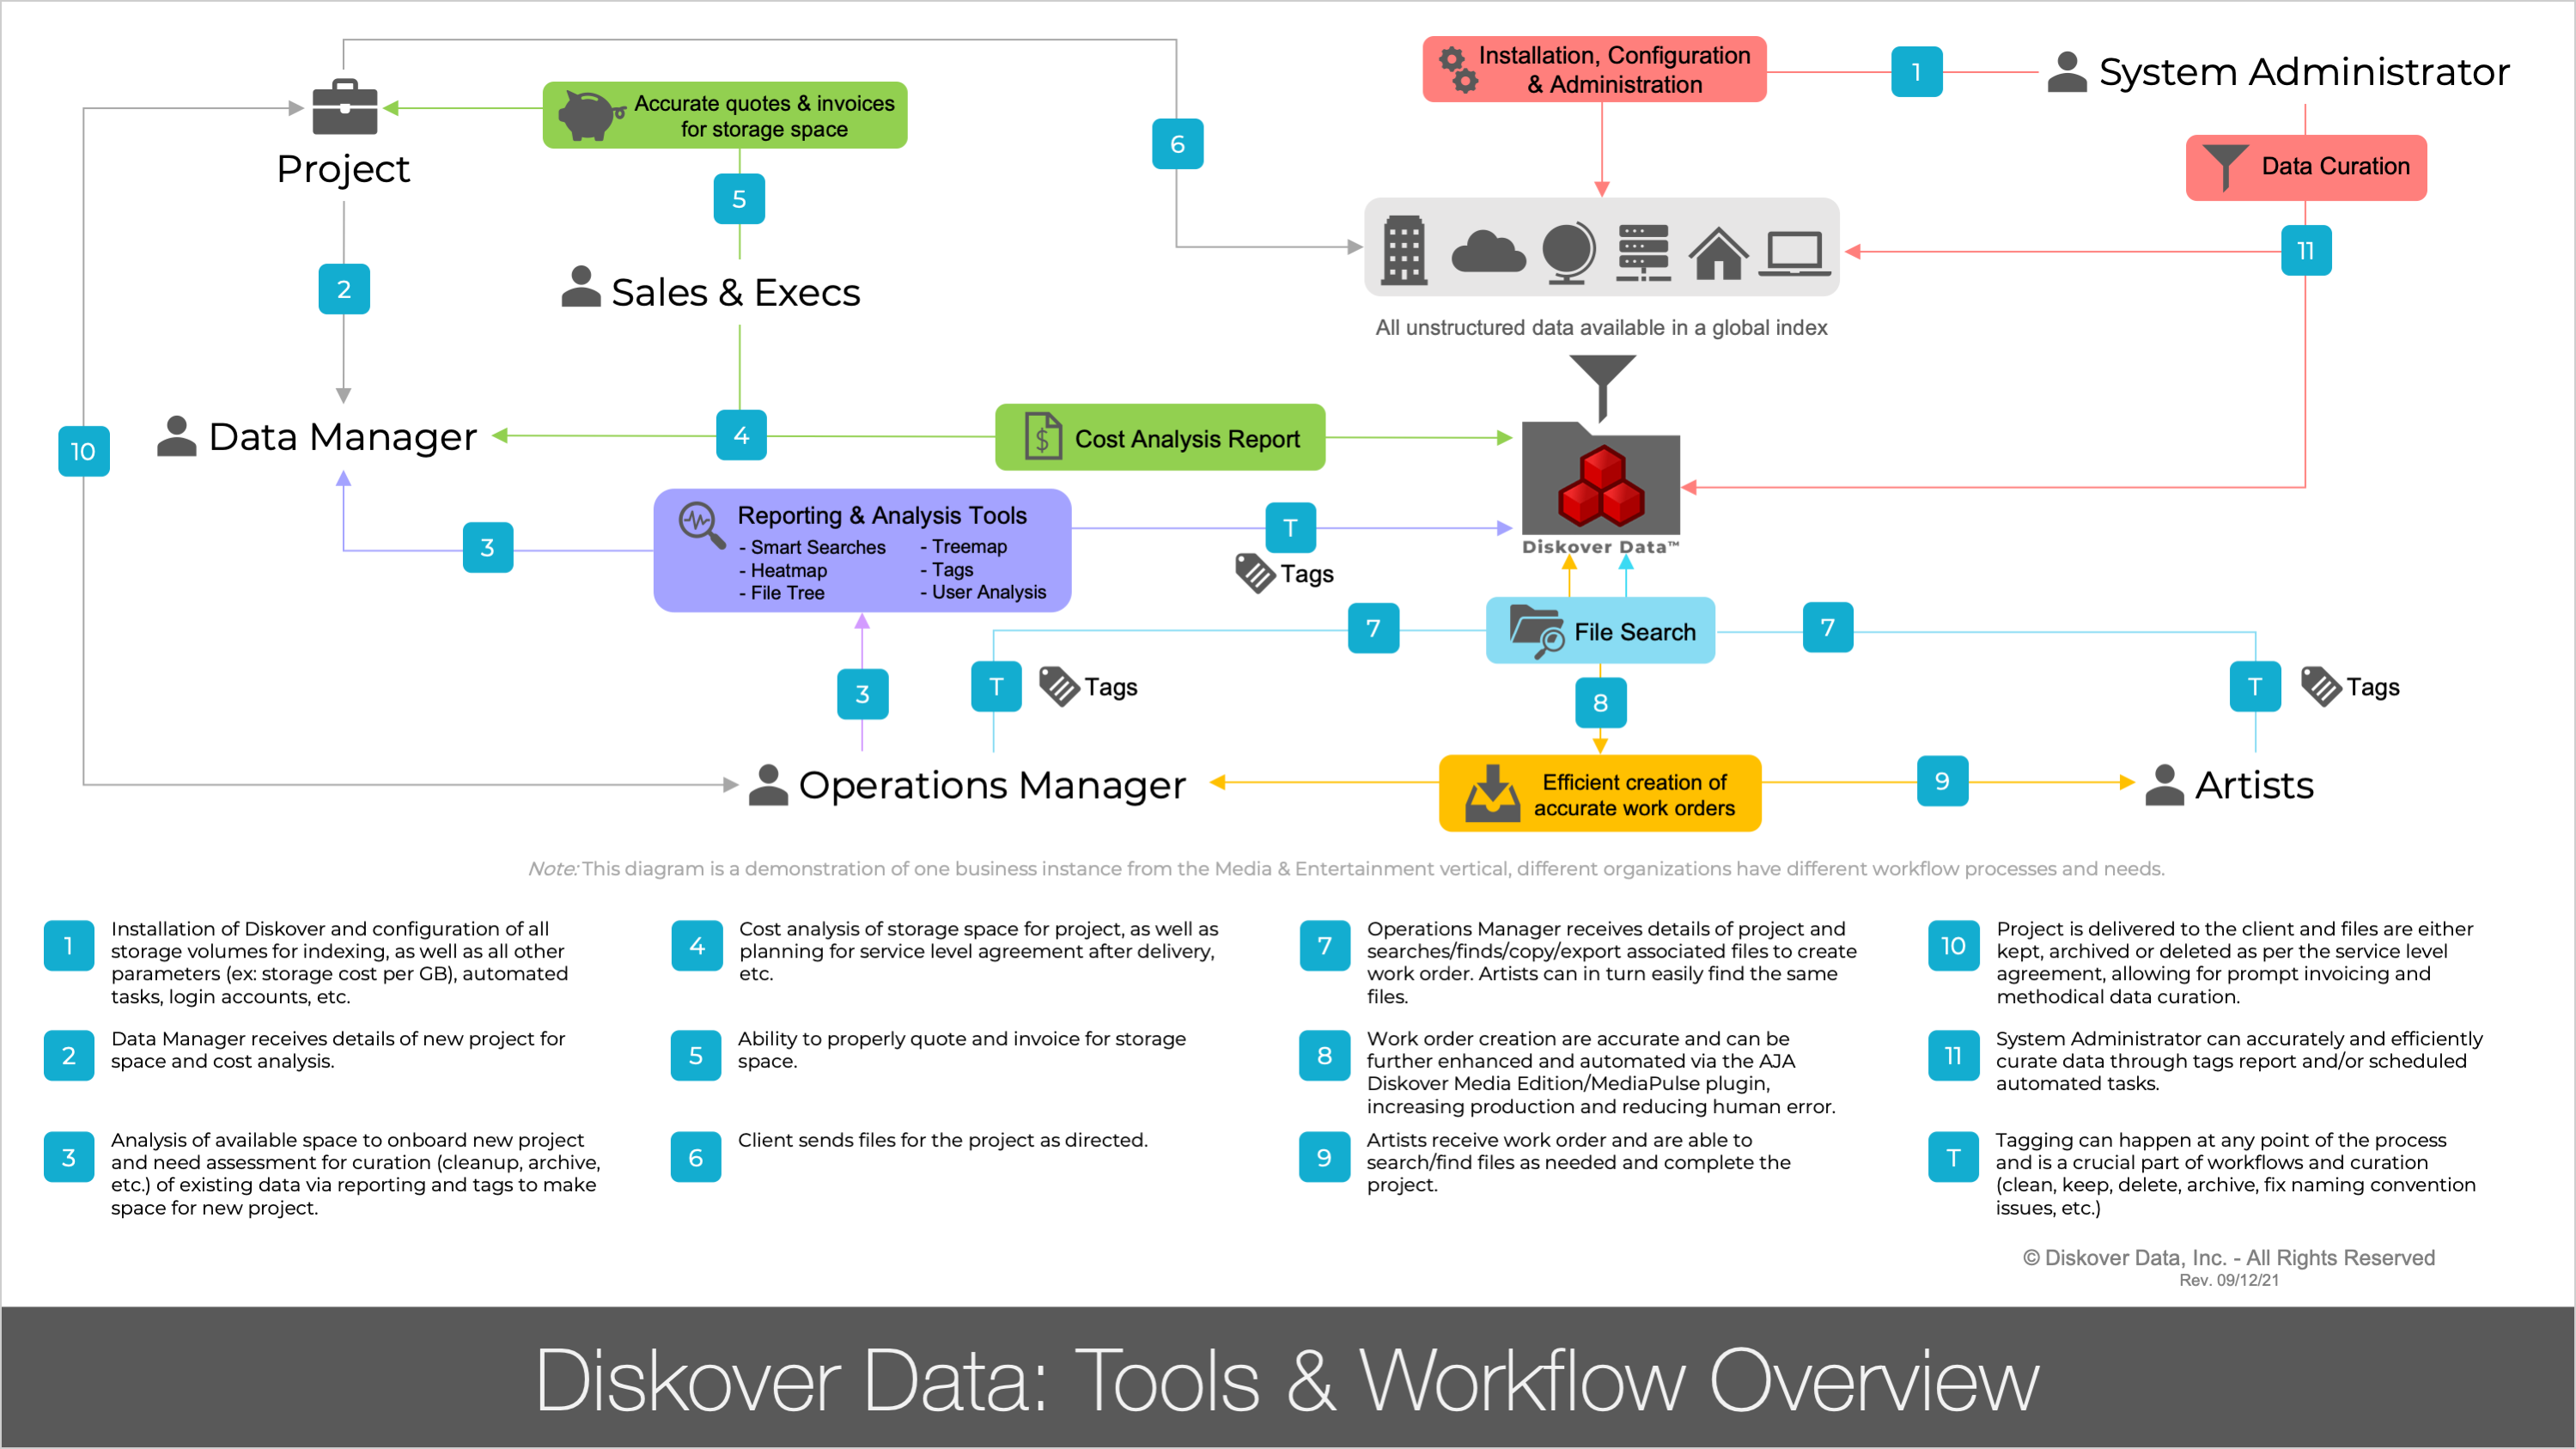 Installation, Configuration
& Administration
1
System Administrator
Accurate quotes & invoices
for storage space
6
Data Curation
Project
5
11
2
Sales & Execs
All unstructured data available in a global index
Data Manager
4
Cost Analysis Report
10
Reporting & Analysis Tools
- Smart Searches
- Heatmap
- File Tree
- Treemap
- Tags
- User Analysis
3
T
Tags
Diskover Data™
7
File Search
7
3
T
Tags
8
T
Tags
Operations Manager
Efficient creation of
accurate work orders
9
Artists
Note: This diagram is a demonstration of one business instance from the Media & Entertainment vertical, different organizations have different workflow processes and needs.
1
Installation of Diskover and configuration of all
storage volumes for indexing, as well as all other
parameters (ex: storage cost per GB), automated
tasks, login accounts, etc.
2
Data Manager receives details of new project for
space and cost analysis.
3
Analysis of available space to onboard new project
and need assessment for curation (cleanup, archive,
etc.) of existing data via reporting and tags to make
space for new project.
4
Cost analysis of storage space for project, as well as
planning for service level agreement after delivery,
etc.
5
Ability to properly quote and invoice for storage
space.
6
Client sends files for the project as directed.
7
Operations Manager receives details of project and
searches/finds/copy/export associated files to create
work order. Artists can in turn easily find the same
files.
8
Work order creation are accurate and can be
further enhanced and automated via the AJA
Diskover Media Edition/MediaPulse plugin,
increasing production and reducing human error.
9
Artists receive work order and are able to
search/find files as needed and complete the
project.
10
Project is delivered to the client and files are either
kept, archived or deleted as per the service level
agreement, allowing for prompt invoicing and
methodical data curation.
11
System Administrator can accurately and efficiently
curate data through tags report and/or scheduled
automated tasks.
T
Tagging can happen at any point of the process
and is a crucial part of workflows and curation
(clean, keep, delete, archive, fix naming convention
issues, etc.)
© Diskover Data, Inc. - All Rights Reserved
Rev. 09/12/21
Diskover Data: Tools & Workflow Overview